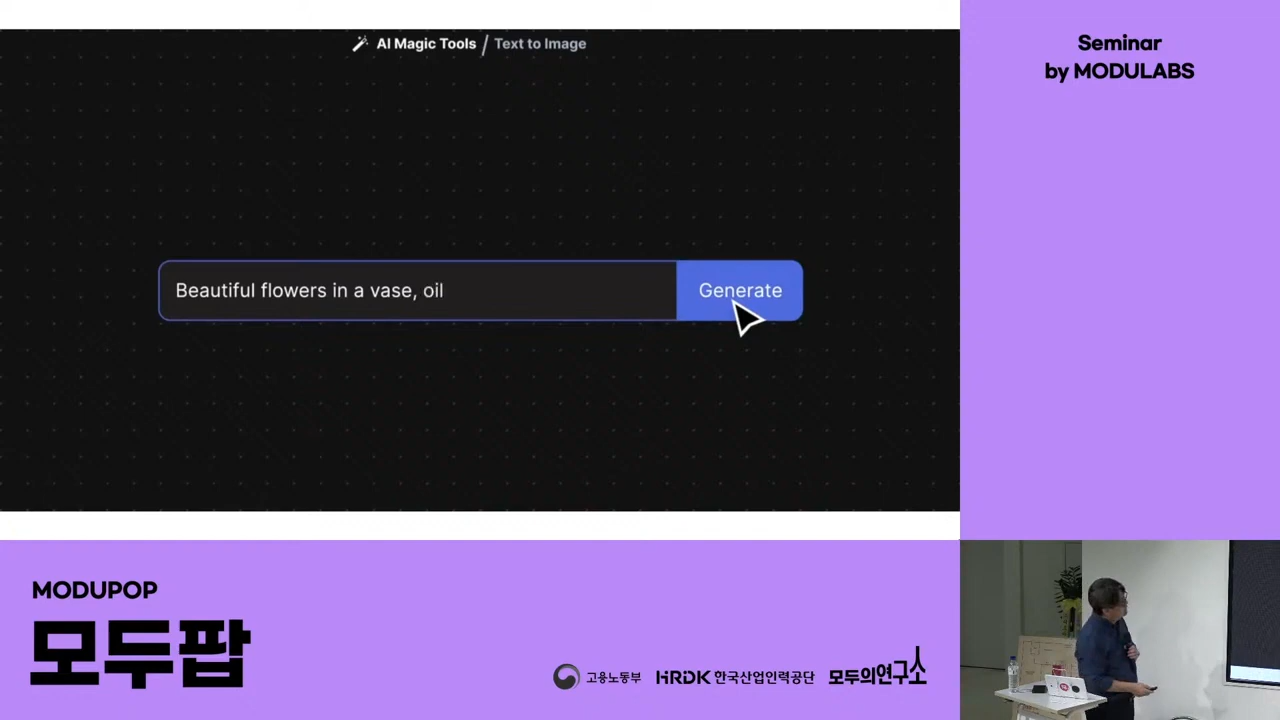 AI Magic Tools / Text to Image
Seminar
by MODULABS
Beautiful flowers in a vase, oil
Generate
MODUPOP
모두팝
고용노동부
HRDK 한국산업인력공단
모두의연구소